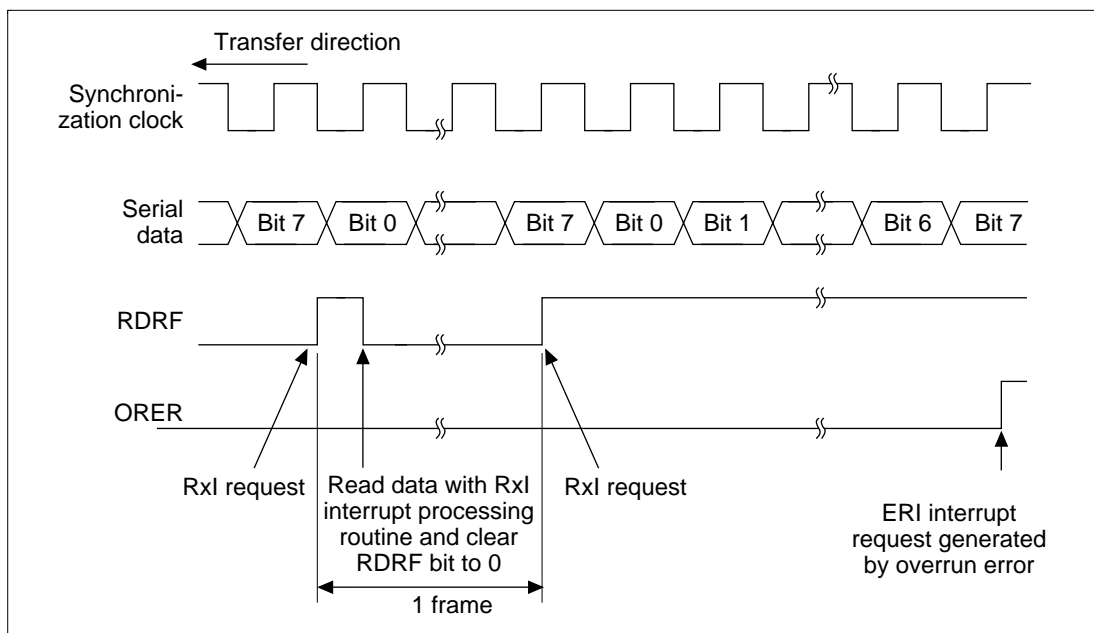 Transfer direction
Synchroni-
zation clock
Serial
data
Bit 7
Bit 0
Bit 7
Bit 0
Bit 1
Bit 6
Bit 7
RDRF
ORER
RxI request
Read data with RxI
interrupt processing
routine and clear
RDRF bit to 0
RxI request
ERI interrupt
request generated
by overrun error
1 frame